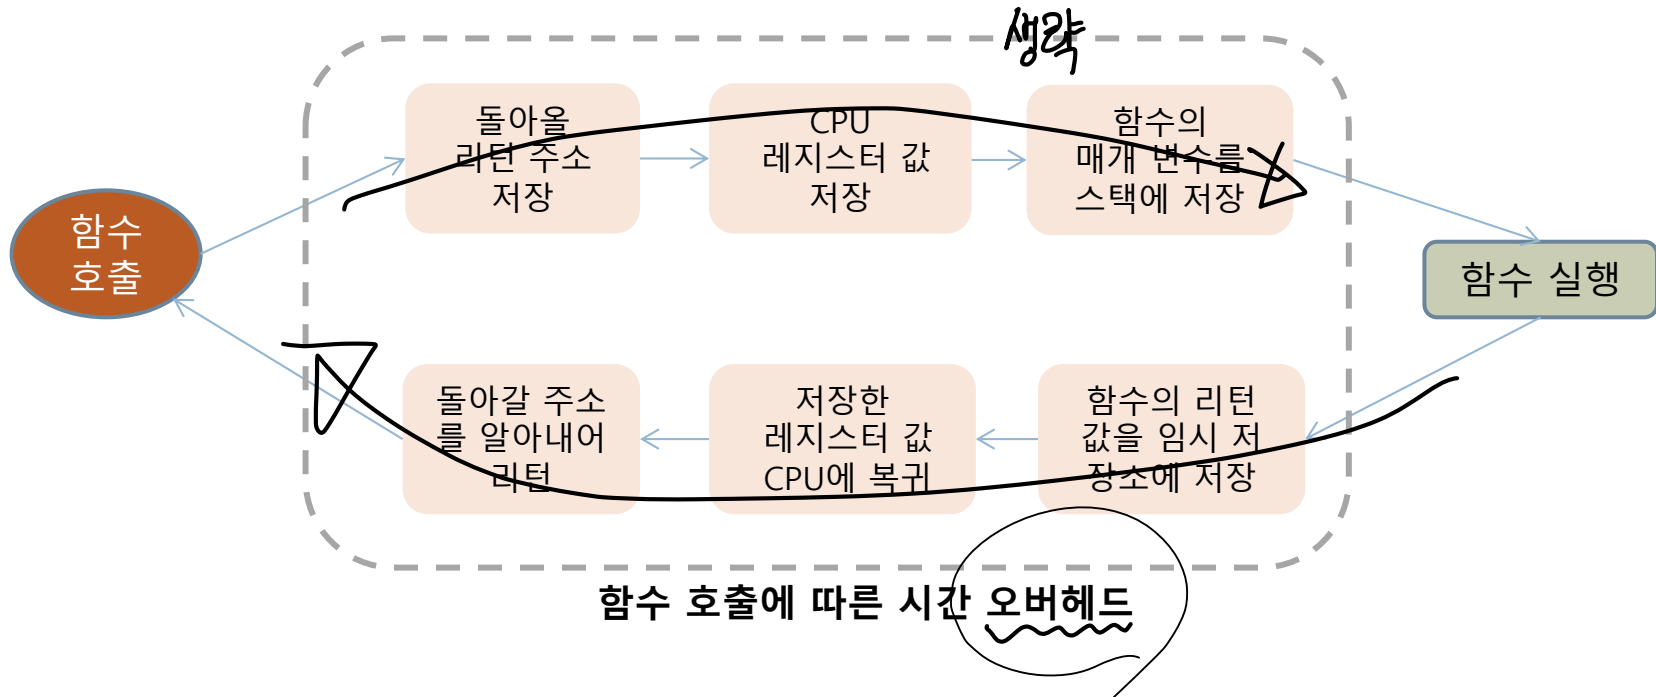 생략
돌아올
리턴 주소
저장
CPU
레지스터 값
저장
함수의
매개 변수를
스택에 저장
함수
호출
함수 실행
돌아갈 주소
를 알아내어
리턴
저장한
레지스터 값
CPU에 복귀
함수의 리턴
값을 임시 저
장소에 저장
함수 호출에 따른 시간 오버헤드